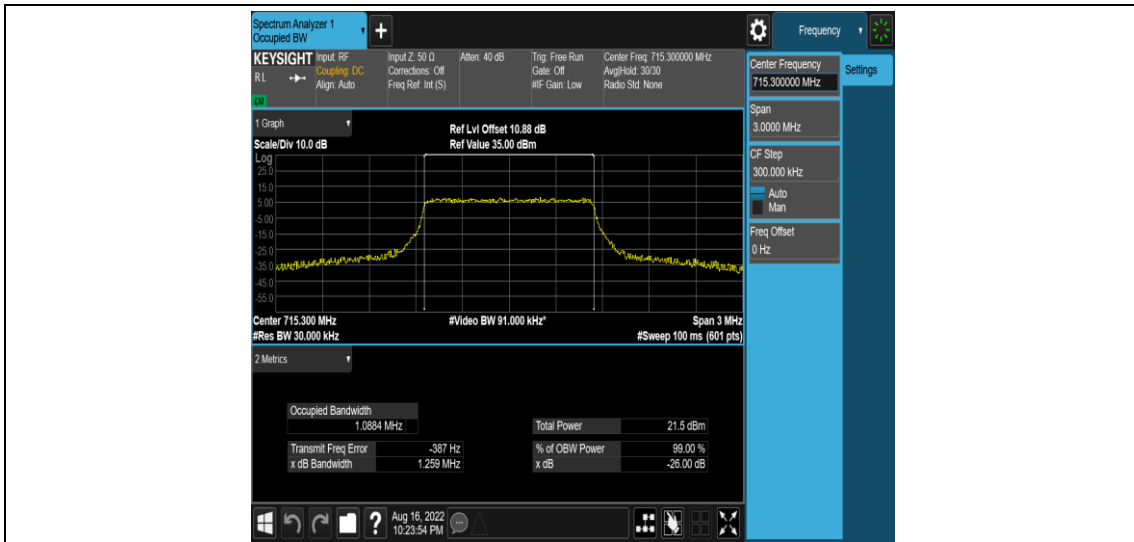 Spectrum Analyzer 1
Occupied BW
+
Frequency
KEYSIGHT
RL
LXI
Input: RF
Coupling: DC
Align: Auto
Input Z: 50 Ω
Corrections: Off
Freq Ref: Int (S)
Atten: 40 dB
Trig: Free Run
Gate: Off
#IF Gain: Low
Center Freq: 715.300000 MHz
Avg|Hold: 30/30
Radio Std: None
Center Frequency
715.300000 MHz
Settings
Span
3.0000 MHz
CF Step
300.000 kHz
Auto
Man
Freq Offset
0 Hz
1 Graph
Scale/Div 10.0 dB
Ref Lvl Offset 10.88 dB
Ref Value 35.00 dBm
Log
25.0
15.0
5.00
-5.00
-15.0
-25.0
-35.0
-45.0
-55.0
Center 715.300 MHz
#Res BW 30.000 kHz
#Video BW 91.000 kHz*
Span 3 MHz
#Sweep 100 ms (601 pts)
2 Metrics
Occupied Bandwidth
1.0884 MHz
Transmit Freq Error -387 Hz
x dB Bandwidth 1.259 MHz
Total Power 21.5 dBm
% of OBW Power 99.00 %
x dB -26.00 dB
?
Aug 16, 2022
10:23:54 PM